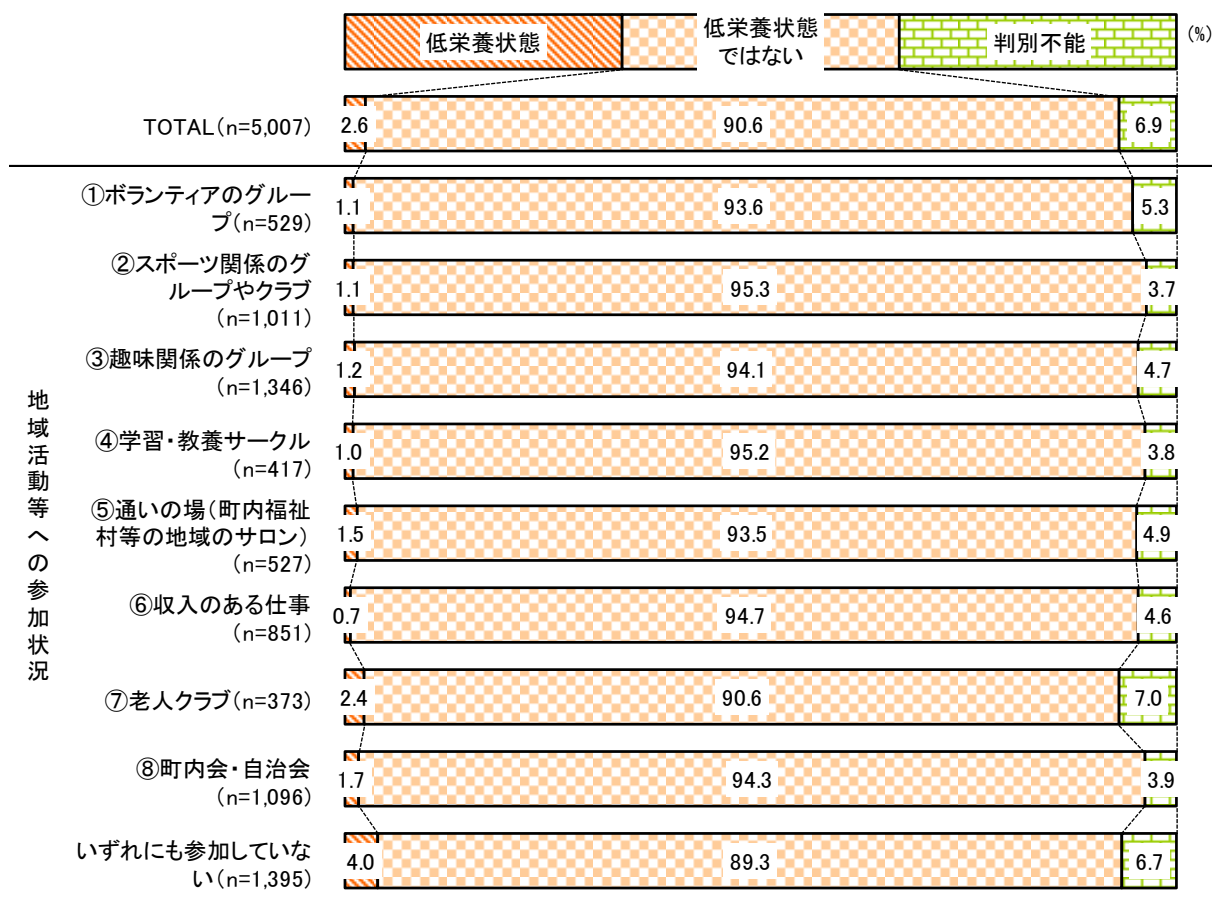 低栄養状態
低栄養状態
ではない
判別不能
(%)
TOTAL(n=5,007)
2.6
90.6
6.9
地域活動等への参加状況
①ボランティアのグルー
プ(n=529)
1.1
93.6
5.3
②スポーツ関係のグ
ループやクラブ
(n=1,011)
1.1
95.3
3.7
③趣味関係のグループ
(n=1,346)
1.2
94.1
4.7
④学習・教養サークル
(n=417)
1.0
95.2
3.8
⑤通いの場(町内福祉
村等の地域のサロン)
(n=527)
1.5
93.5
4.9
⑥収入のある仕事
(n=851)
0.7
94.7
4.6
⑦老人クラブ(n=373)
2.4
90.6
7.0
⑧町内会・自治会
(n=1,096)
1.7
94.3
3.9
いずれにも参加していな
い(n=1,395)
4.0
89.3
6.7